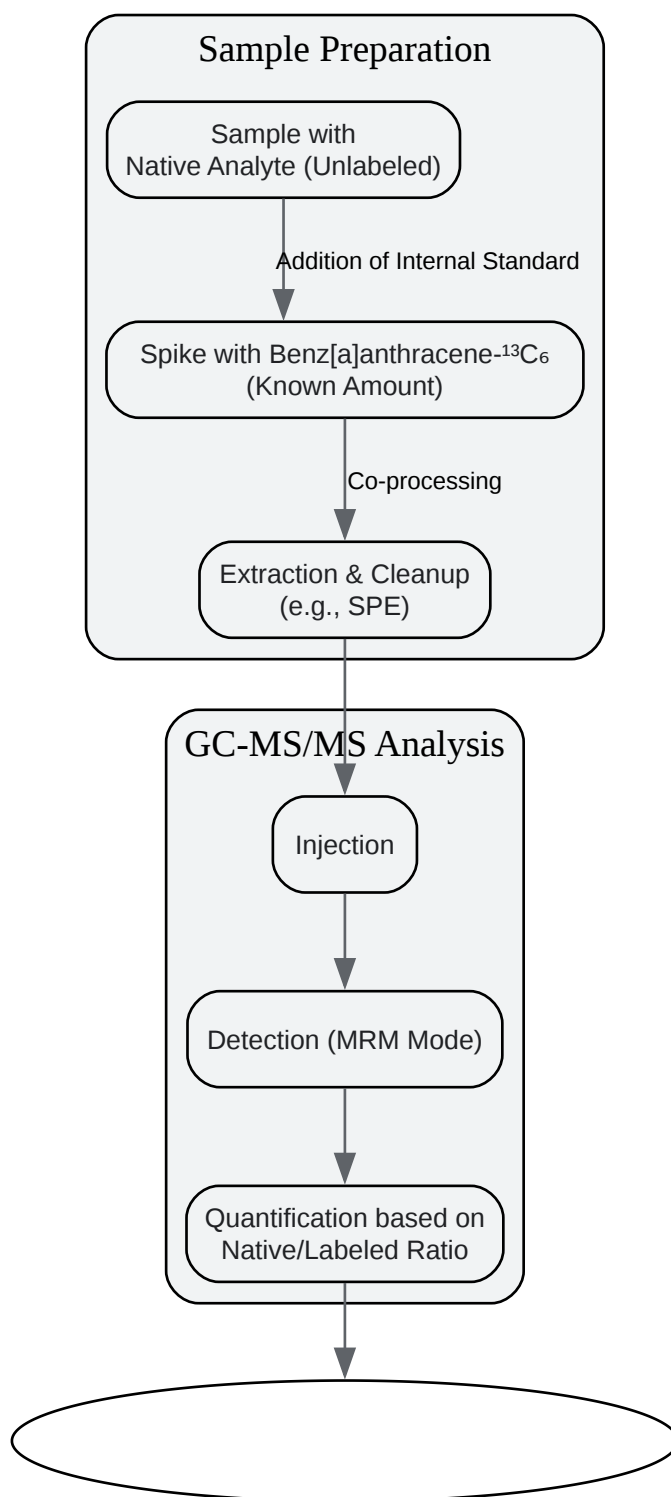 Sample Preparation
Sample with
Native Analyte (Unlabeled)
Addition of Internal Standard
Spike with Benz[a]anthracene-¹³C₆
(Known Amount)
Co-processing
Extraction & Cleanup
(e.g., SPE)
GC-MS/MS Analysis
Injection
Detection (MRM Mode)
Quantification based on
Native/Labeled Ratio